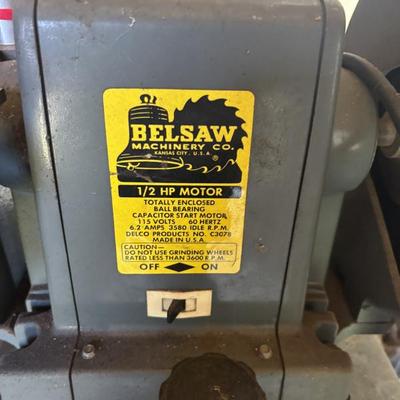 BELSAW
MACHINERY CO.
KANSAS CITY, U.S.A.
1/2 HP MOTOR
TOTALLY ENCLOSED
BALL BEARING
CAPACITOR START MOTOR
115 VOLTS 60 HERTZ
6.2 AMPS 3580 IDLE R.P.M.
DELCO PRODUCTS NO. C3078
MADE IN U.S.A.
CAUTION—
DO NOT USE GRINDING WHEELS
RATED LESS THAN 3600 R.P.M.
OFF ON